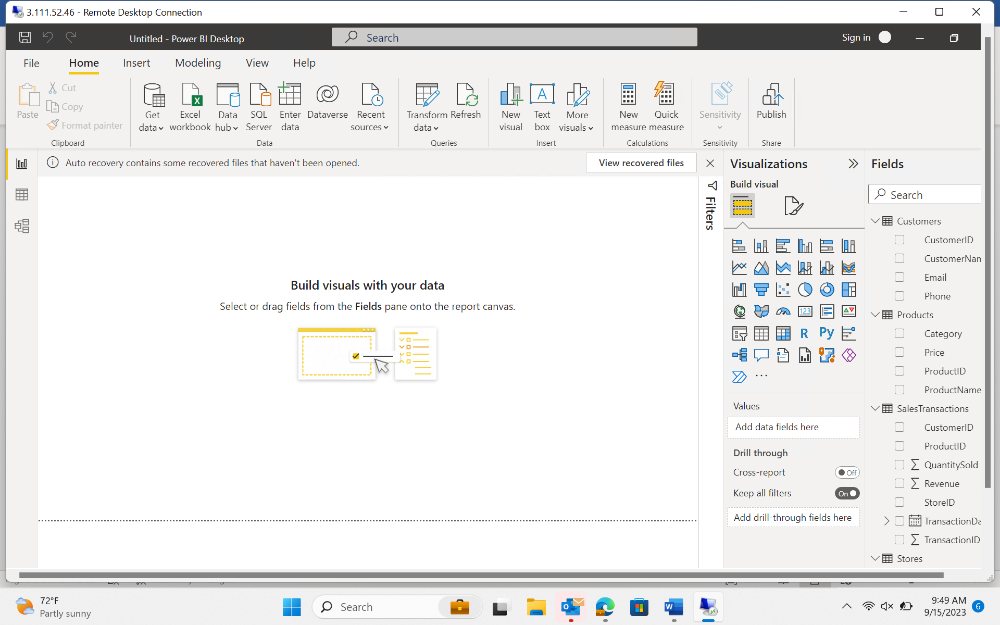 3.111.52.46 - Remote Desktop Connection
Untitled - Power BI Desktop
Search
Sign in
File
Home
Insert
Modeling
View
Help
Paste
Cut
Copy
Format painter
Clipboard
Get data
Excel workbook
Data hub
SQL Server
Enter data
Dataverse
Recent sources
Data
Transform data
Refresh
Queries
New visual
A
Text box
More visuals
Insert
New measure
Quick measure
Calculations
Sensitivity
Sensitivity
Publish
Share
Auto recovery contains some recovered files that haven't been opened.
View recovered files
Build visuals with your data
Select or drag fields from the Fields pane onto the report canvas.
Filters
Visualizations
Build visual
123
R
Py
Values
Add data fields here
Drill through
Cross-report
Off
Keep all filters
On
Add drill-through fields here
Fields
Search
Customers
CustomerID
CustomerNam
Email
Phone
Products
Category
Price
ProductID
ProductName
SalesTransactions
CustomerID
ProductID
QuantitySold
Revenue
StoreID
TransactionDa
TransactionID
Stores
72°F
Partly sunny
Search
9:49 AM
9/15/2023
6